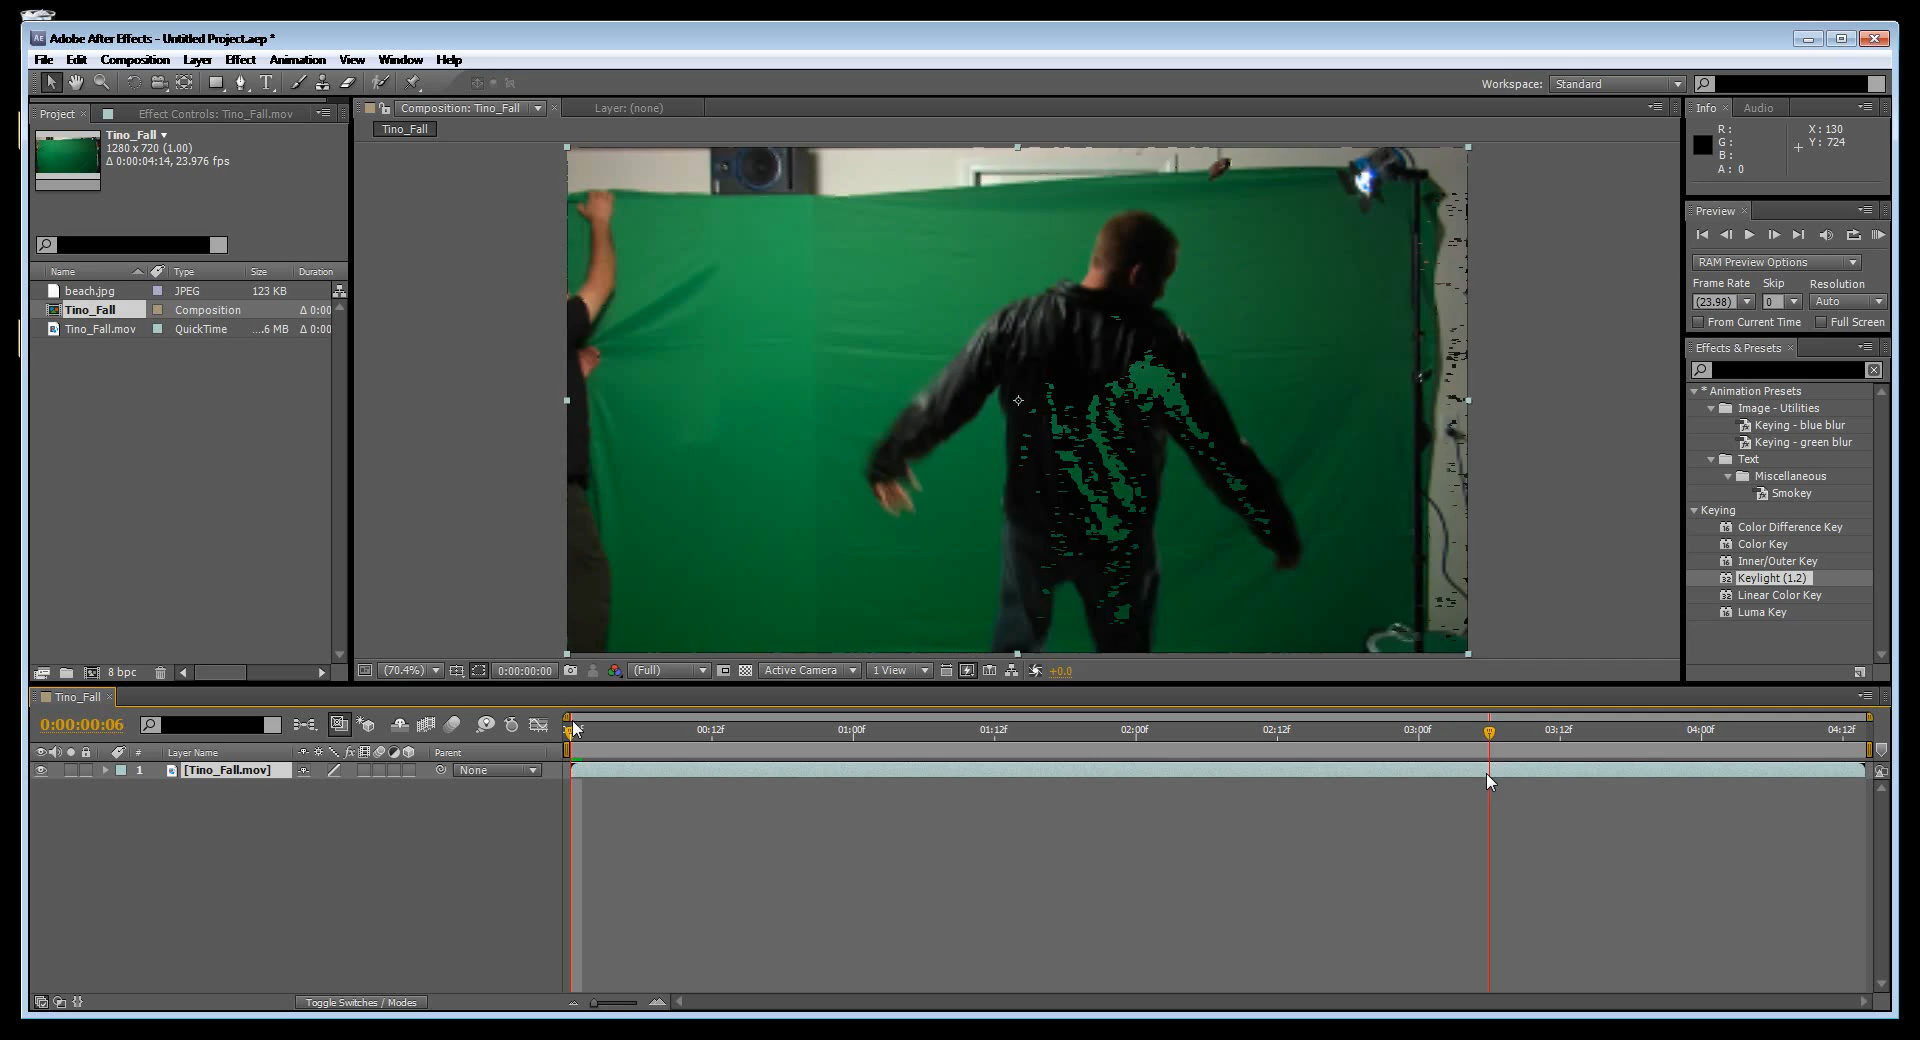 Adobe After Effects - Untitled Project.aep *
File Edit Composition Layer Effect Animation View Window Help
Workspace: Standard
Project × Effect Controls: Tino_Fall.mov
Composition: Tino_Fall × Layer: (none)
Info × Audio
Tino_Fall
Tino_Fall
1280 x 720 (1.00)
Δ 0:00:04:14, 23.976 fps
R :
G :
B :
A : 0
X : 130
Y : 724
Preview ×
RAM Preview Options
Frame Rate Skip Resolution
(23.98) 0 Auto
From Current Time Full Screen
Name Type Size Duration
beach.jpg JPEG 123 KB
Tino_Fall Composition Δ 0:00
Tino_Fall.mov QuickTime ....6 MB Δ 0:00
Effects & Presets ×
* Animation Presets
Image - Utilities
Keying - blue blur
Keying - green blur
Text
Miscellaneous
Smokey
Keying
Color Difference Key
Color Key
Inner/Outer Key
Keylight (1.2)
Linear Color Key
Luma Key
8 bpc
(70.4%) 0:00:00:00 (Full) Active Camera 1 View +0.0
Tino_Fall ×
0:00:00:06
00:12f 01:00f 01:12f 02:00f 02:12f 03:00f 03:12f 04:00f 04:12f
# Layer Name Parent
1 [Tino_Fall.mov] None
Toggle Switches / Modes